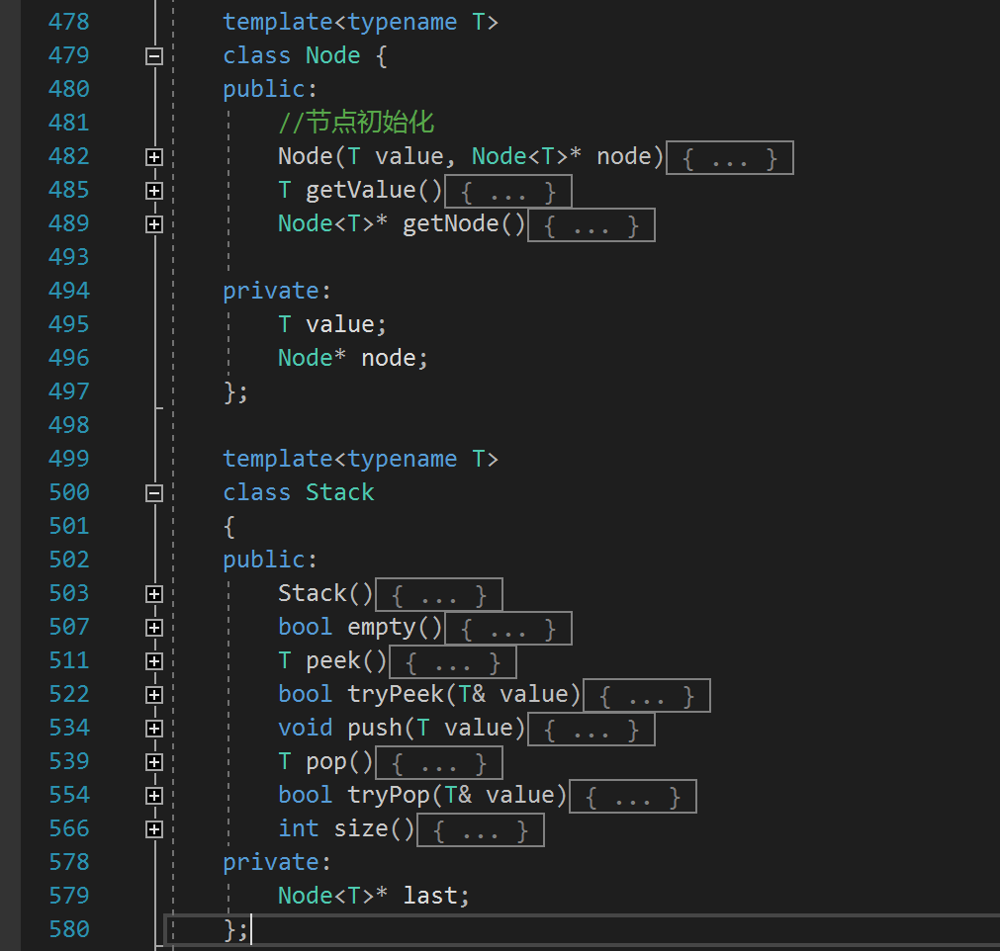 478 template<typename T>
479 class Node {
480 public:
481 //节点初始化
482 Node(T value, Node<T>* node){ ... }
485 T getValue(){ ... }
489 Node<T>* getNode(){ ... }
493
494 private:
495 T value;
496 Node* node;
497 };
498
499 template<typename T>
500 class Stack
501 {
502 public:
503 Stack(){ ... }
507 bool empty(){ ... }
511 T peek(){ ... }
522 bool tryPeek(T& value){ ... }
534 void push(T value){ ... }
539 T pop(){ ... }
554 bool tryPop(T& value){ ... }
566 int size(){ ... }
578 private:
579 Node<T>* last;
580 };